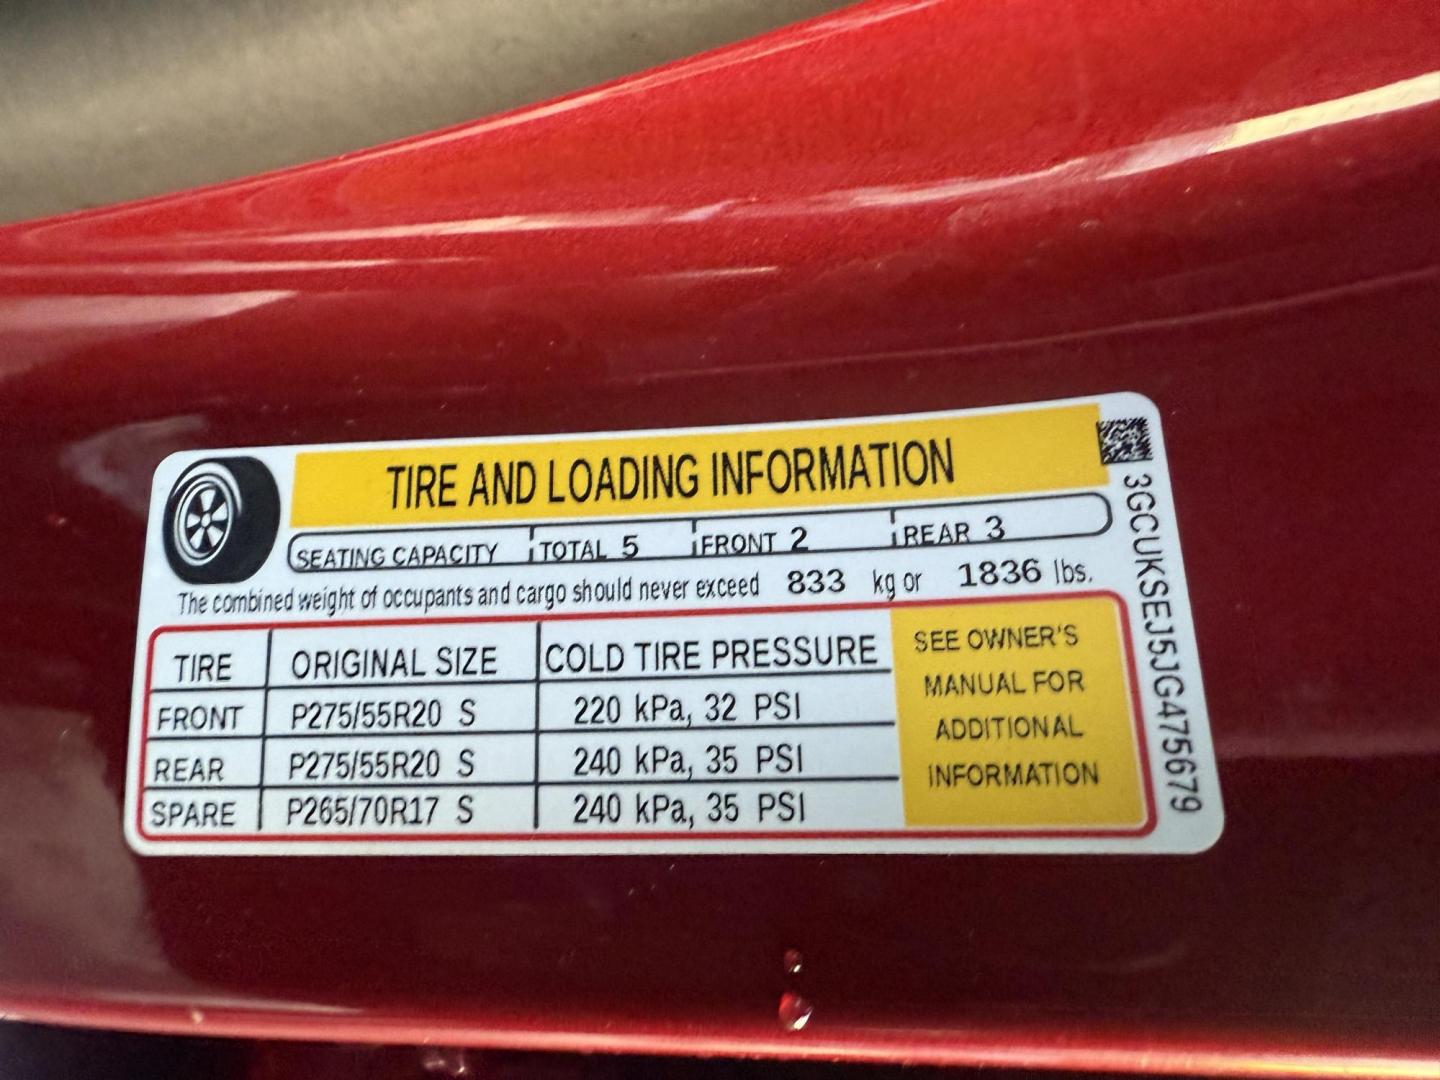 TIRE AND LOADING INFORMATION
SEATING CAPACITY TOTAL 5 FRONT 2 REAR 3
The combined weight of occupants and cargo should never exceed 833 kg or 1836 lbs.
TIRE ORIGINAL SIZE COLD TIRE PRESSURE
FRONT P275/55R20 S 220 kPa, 32 PSI
REAR P275/55R20 S 240 kPa, 35 PSI
SPARE P265/70R17 S 240 kPa, 35 PSI
SEE OWNER'S
MANUAL FOR
ADDITIONAL
INFORMATION
3GCUKSEJ5JG475679